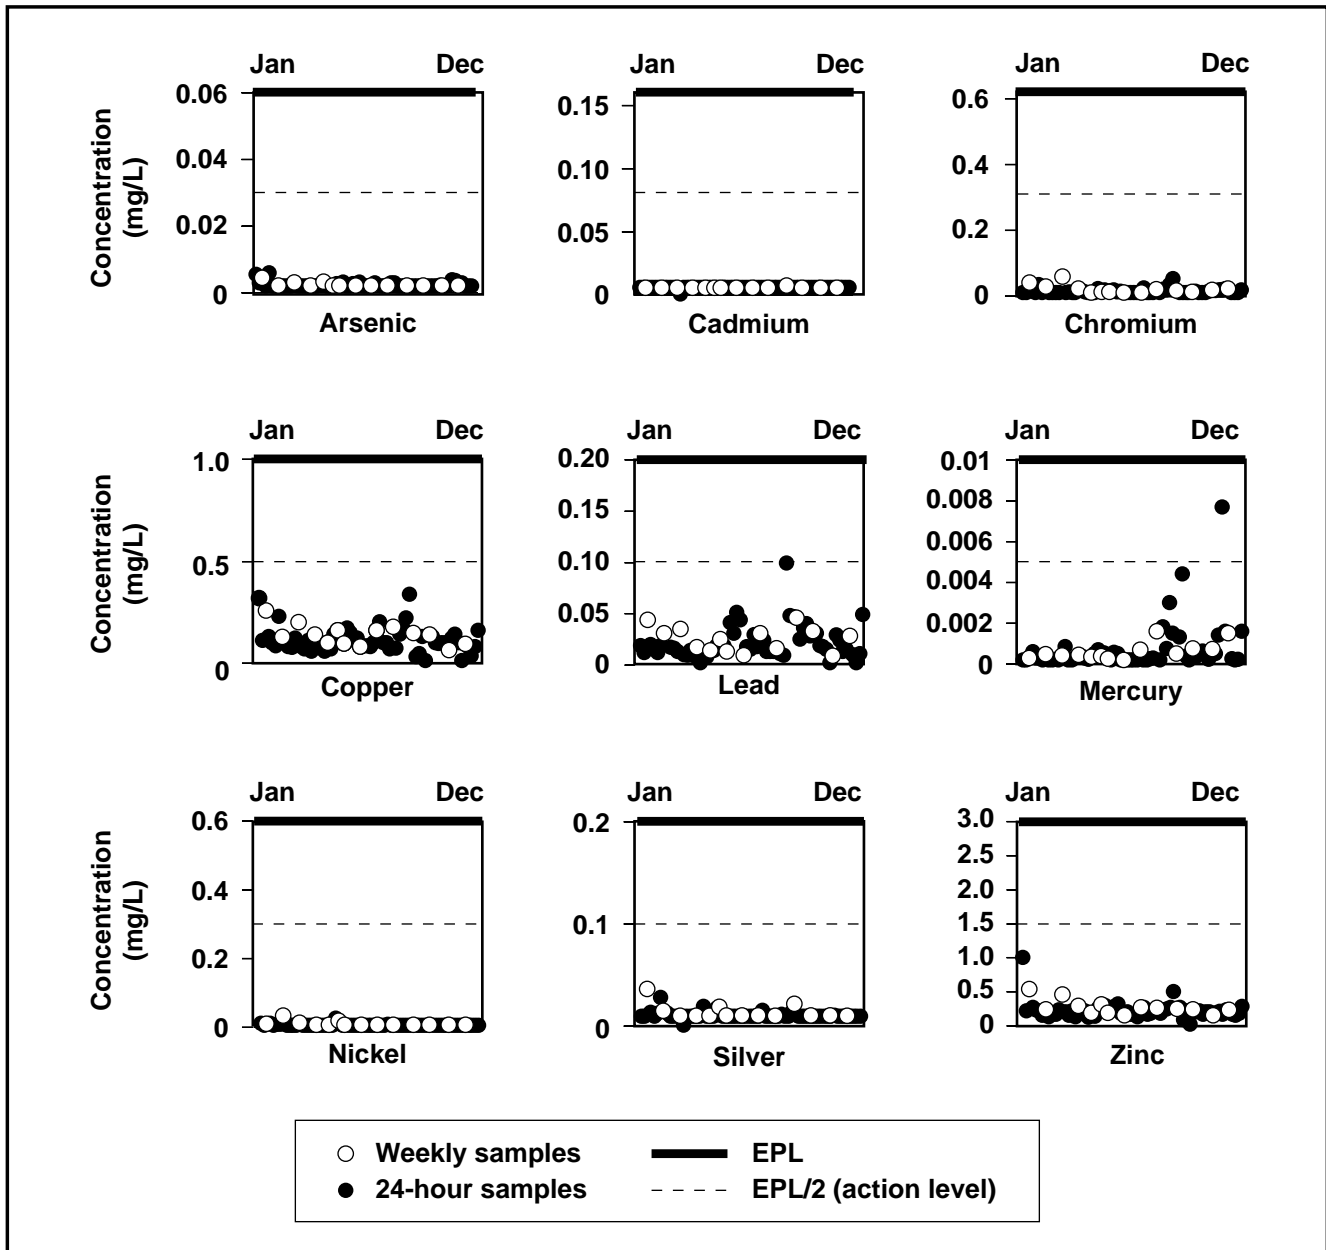 Jan Dec Jan Dec Jan Dec
Concentration
(mg/L)
0.06
0.04
0.02
0
Arsenic
0.15
0.10
0.05
0
Cadmium
0.6
0.4
0.2
0
Chromium
Jan Dec Jan Dec Jan Dec
Concentration
(mg/L)
1.0
0.5
0
Copper
0.20
0.15
0.10
0.05
0
Lead
0.01
0.008
0.006
0.004
0.002
0
Mercury
Jan Dec Jan Dec Jan Dec
Concentration
(mg/L)
0.6
0.4
0.2
0
Nickel
0.2
0.1
0
Silver
3.0
2.5
2.0
1.5
1.0
0.5
0
Zinc
Weekly samples EPL
24-hour samples EPL/2 (action level)